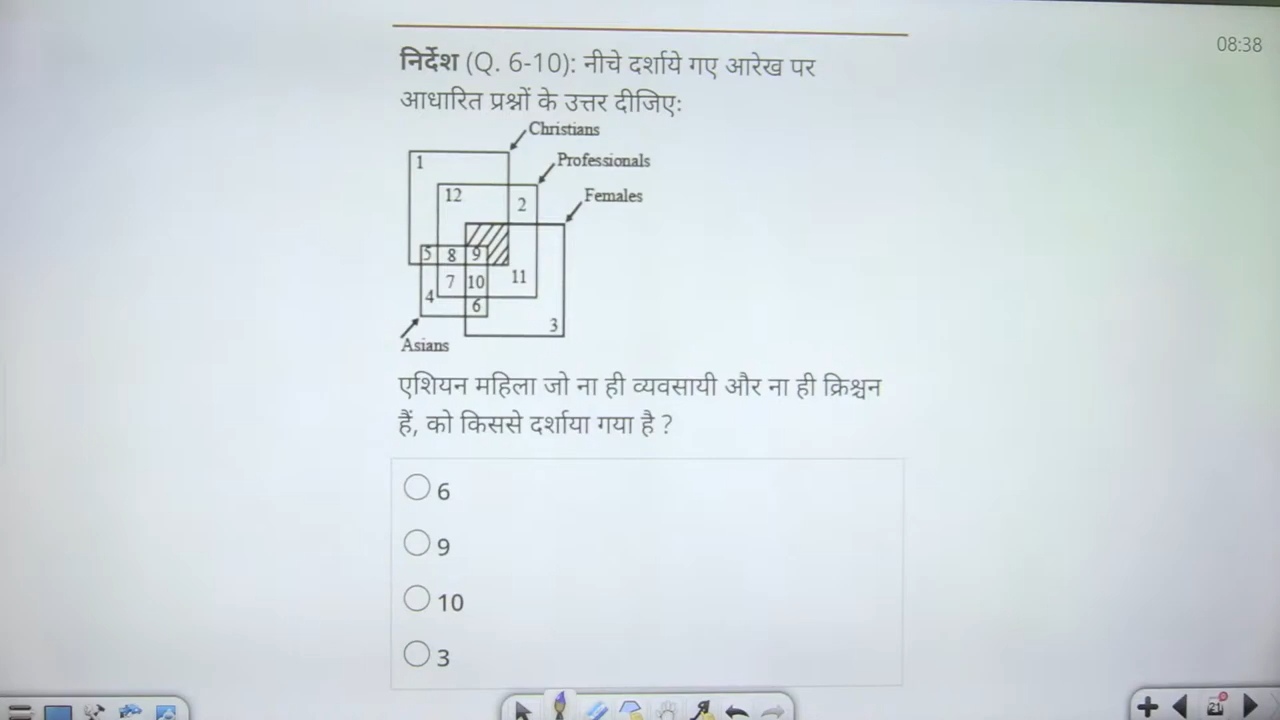 08:38
निर्देश (Q. 6-10): नीचे दर्शाये गए आरेख पर
आधारित प्रश्नों के उत्तर दीजिए:
Christians
1
Professionals
12
2
Females
5 8 9
7 10 11
4
6
3
Asians
एशियन महिला जो ना ही व्यवसायी और ना ही क्रिश्चन
हैं, को किससे दर्शाया गया है ?
6
9
10
3
21